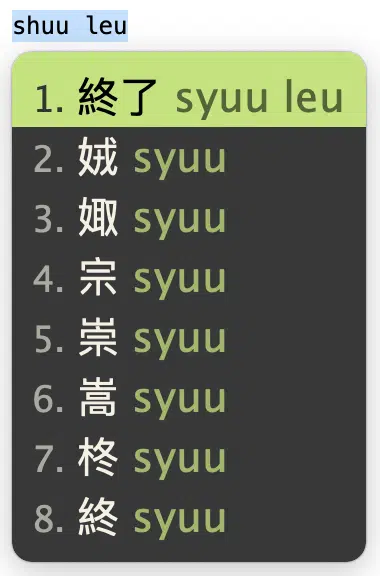 shuu leu
1. 終了 syuu leu
2. 娀 syuu
3. 娵 syuu
4. 宗 syuu
5. 崇 syuu
6. 嵩 syuu
7. 柊 syuu
8. 終 syuu